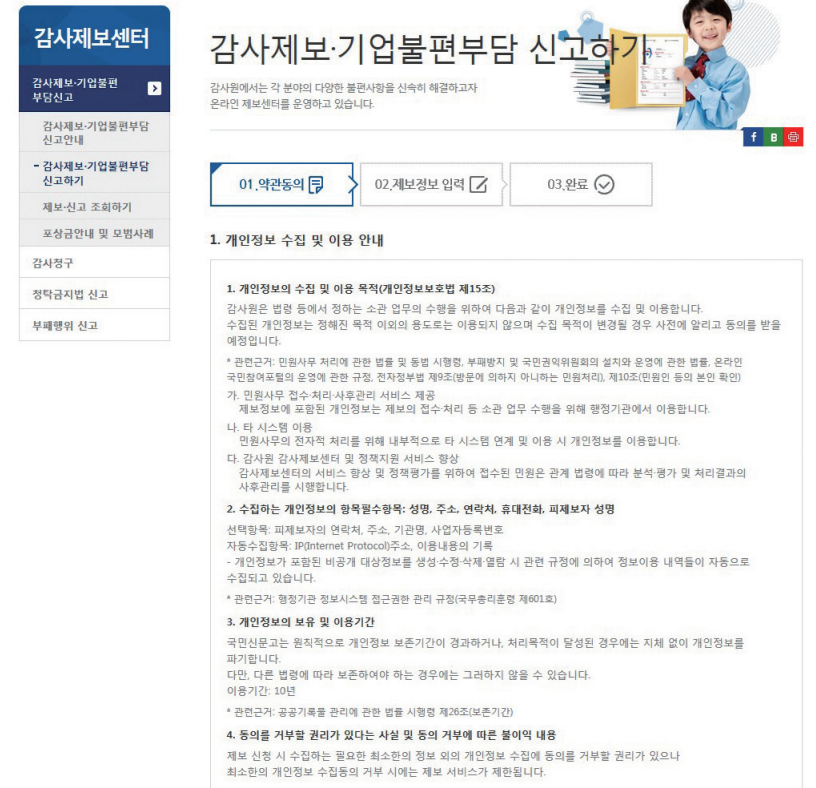 감사제보센터
감사제보·기업불편
부담신고
감사제보·기업불편부담
신고안내
- 감사제보·기업불편부담
신고하기
제보·신고 조회하기
포상금안내 및 모범사례
감사청구
청탁금지법 신고
부패행위 신고
감사제보·기업불편부담 신고하기
감사원에서는 각 분야의 다양한 불편사항을 신속히 해결하고자
온라인 제보센터를 운영하고 있습니다.
f B
01.약관동의
02.제보정보 입력
03.완료
1. 개인정보 수집 및 이용 안내
1. 개인정보의 수집 및 이용 목적(개인정보보호법 제15조)
감사원은 법령 등에서 정하는 소관 업무의 수행을 위하여 다음과 같이 개인정보를 수집 및 이용합니다.
수집된 개인정보는 정해진 목적 이외의 용도로는 이용되지 않으며 수집 목적이 변경될 경우 사전에 알리고 동의를 받을
예정입니다.
* 관련근거: 민원사무 처리에 관한 법률 및 동법 시행령, 부패방지 및 국민권익위원회의 설치와 운영에 관한 법률, 온라인
국민참여포털의 운영에 관한 규정, 전자정부법 제9조(방문에 의하지 아니하는 민원처리), 제10조(민원인 등의 본인 확인)
가. 민원사무 접수·처리·사후관리 서비스 제공
제보정보에 포함된 개인정보는 제보의 접수·처리 등 소관 업무 수행을 위해 행정기관에서 이용합니다.
나. 타 시스템 이용
민원사무의 전자적 처리를 위해 내부적으로 타 시스템 연계 및 이용 시 개인정보를 이용합니다.
다. 감사원 감사제보센터 및 정책지원 서비스 향상
감사제보센터의 서비스 향상 및 정책평가를 위하여 접수된 민원은 관계 법령에 따라 분석·평가 및 처리결과의
사후관리를 시행합니다.
2. 수집하는 개인정보의 항목필수항목: 성명, 주소, 연락처, 휴대전화, 피제보자 성명
선택항목: 피제보자의 연락처, 주소, 기관명, 사업자등록번호
자동수집항목: IP(Internet Protocol)주소, 이용내용의 기록
- 개인정보가 포함된 비공개 대상정보를 생성·수정·삭제·열람 시 관련 규정에 의하여 정보이용 내역들이 자동으로
수집되고 있습니다.
* 관련근거: 행정기관 정보시스템 접근권한 관리 규정(국무총리훈령 제601호)
3. 개인정보의 보유 및 이용기간
국민신문고는 원칙적으로 개인정보 보존기간이 경과하거나, 처리목적이 달성된 경우에는 지체 없이 개인정보를
파기합니다.
다만, 다른 법령에 따라 보존하여야 하는 경우에는 그러하지 않을 수 있습니다.
이용기간: 10년
* 관련근거: 공공기록물 관리에 관한 법률 시행령 제26조(보존기간)
4. 동의를 거부할 권리가 있다는 사실 및 동의 거부에 따른 불이익 내용
제보 신청 시 수집하는 필요한 최소한의 정보 외의 개인정보 수집에 동의를 거부할 권리가 있으나
최소한의 개인정보 수집동의 거부 시에는 제보 서비스가 제한됩니다.